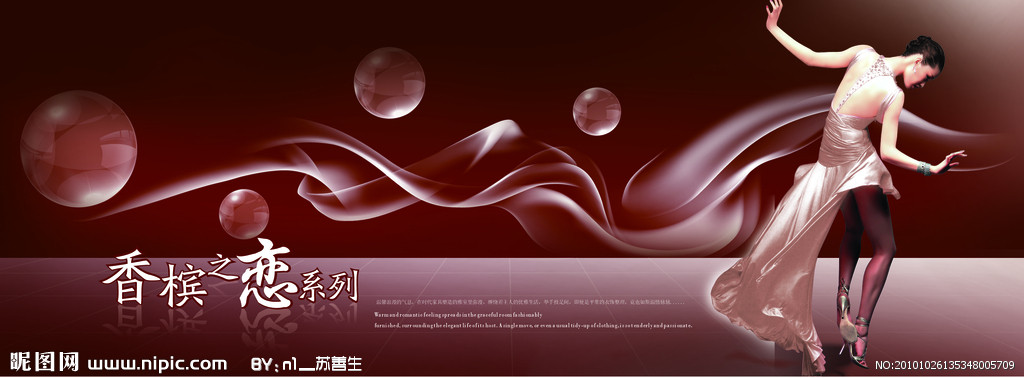 香槟之恋系列
Warm and romantic feeling spreads in the graceful room fashionably
furnished, surrounding the elegant life of its host. A single move, or even a usual tidy-up of clothing, is so tenderly and passionate.
昵图网 www.nipic.com BY:n1__苏善生
NO:20101026135348005709